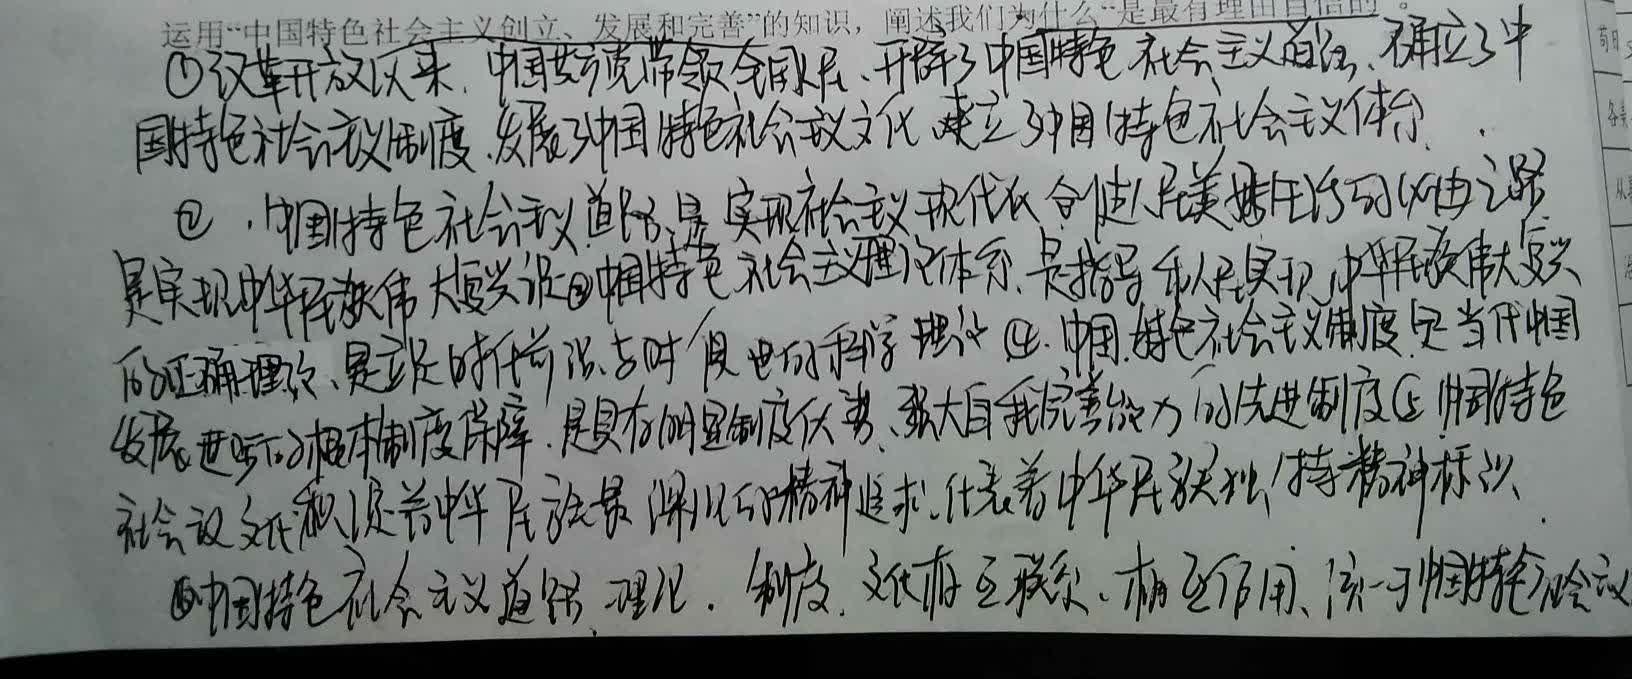 运用“中国特色社会主义创立、发展和完善”的知识，阐述我们为什么“是最有理由自信的”。
①改革开放以来，中国共产党带领全国人民、开辟了中国特色社会主义道路、确立了中
国特色社会主义制度、发展了中国特色社会主义文化 建立了中国特色社会主义体系.
②，中国特色社会主义道路是实现社会主义现代化 创造人民美好生活的必由之路
是实现中华民族伟大复兴 ③中国特色社会主义理论体系、是指导 人民实现中华民族伟大复兴
的正确理论、是立足时代前沿、与时俱进的科学理论 ④.中国特色社会主义制度是当代中国
发展进步的根本制度保障、是具有明显制度优势、强大自我完善能力的先进制度⑤中国特色
社会主义文化积淀着中华民族最深沉的精神追求、代表着中华民族独特精神标识、
⑥中国特色社会主义道路、理论、制度、文化相互联系、相互作用、统一于中国特色社会主义